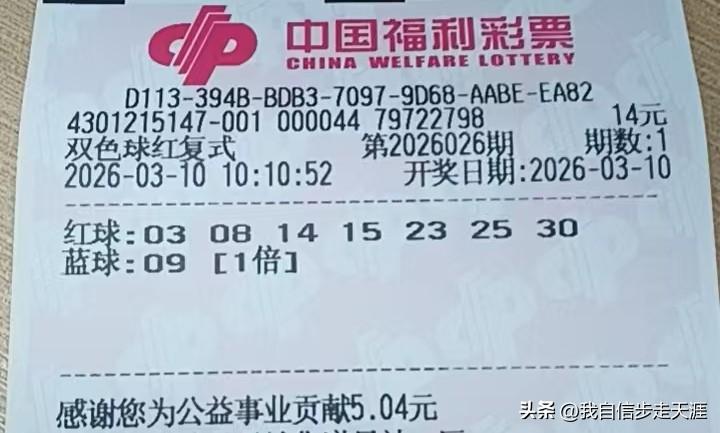 中国福利彩票
CHINA WELFARE LOTTERY
D113-394B-BDB3-7097-9D68-AABE-EA82
4301215147-001 000044 79722798 14元
双色球红复式 第2026026期 期数:1
2026-03-10 10:10:52 开奖日期:2026-03-10
红球:03 08 14 15 23 25 30
蓝球:09 [1倍]
感谢您为公益事业贡献5.04元
头条 @我自信步走天涯